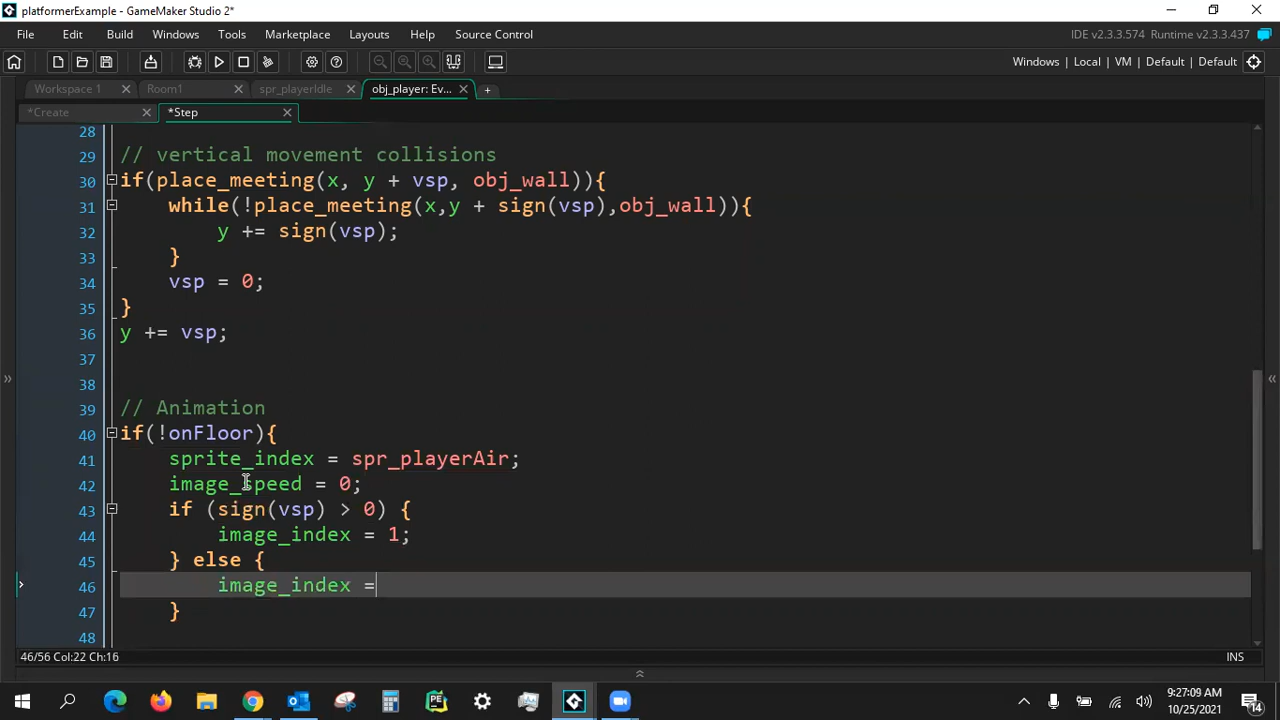 platformerExample - GameMaker Studio 2*
File Edit Build Windows Tools Marketplace Layouts Help Source Control IDE v2.3.3.574 Runtime v2.3.3.437
Windows | Local | VM | Default | Default
Workspace 1 Room1 spr_playerIdle obj_player: Ev... +
*Create *Step
28
29 // vertical movement collisions
30 if(place_meeting(x, y + vsp, obj_wall)){
31 while(!place_meeting(x,y + sign(vsp),obj_wall)){
32 y += sign(vsp);
33 }
34 vsp = 0;
35 }
36 y += vsp;
37
38
39 // Animation
40 if(!onFloor){
41 sprite_index = spr_playerAir;
42 image_speed = 0;
43 if (sign(vsp) > 0) {
44 image_index = 1;
45 } else {
46 image_index =
47 }
48
46/56 Col:22 Ch:16 INS
9:27:09 AM
10/25/2021
14